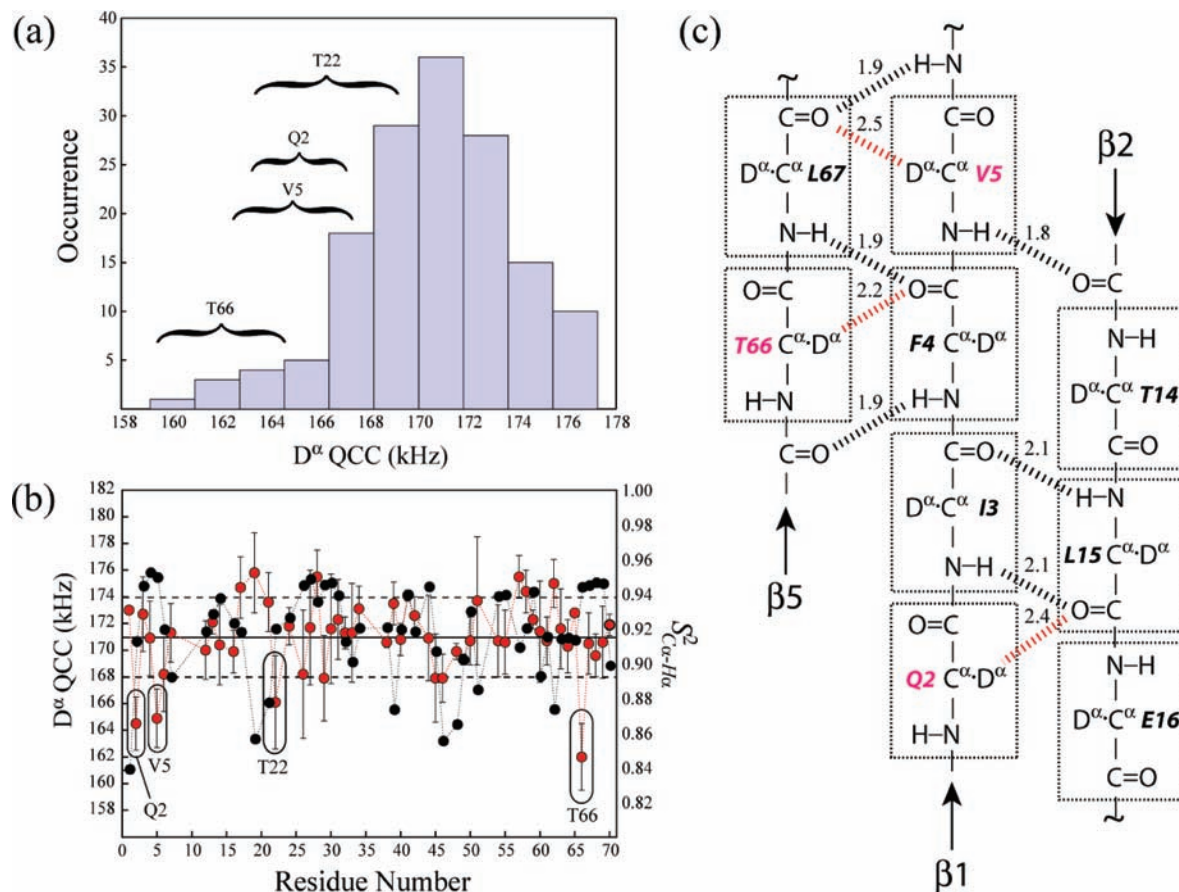 (a)
40
35
30
25
20
15
10
5
Occurrence
T22
Q2
V5
T66
158 160 162 164 166 168 170 172 174 176 178
Dα QCC (kHz)
(b)
182
180
178
176
174
172
170
168
166
164
162
160
158
Dα QCC (kHz)
1.00
0.98
0.96
0.94
0.92
0.90
0.88
0.86
0.84
0.82
S²Cα-Hα
Q2
V5
T22
T66
0 5 10 15 20 25 30 35 40 45 50 55 60 65 70
Residue Number
(c)
~
1.9 H–N
~
C=O
2.5
C=O
β2
Dα·Cα L67
Dα·Cα V5
N–H
1.9
N–H
1.8
O=C
O=C
2.2
O=C
N–H
T66 Cα·Dα
F4 Cα·Dα
Dα·Cα T14
H–N
1.9
H–N
C=O
C=O
C=O
2.1
H–N
Dα·Cα I3
L15 Cα·Dα
β5
N–H
2.1
O=C
2.4
O=C
N–H
Q2 Cα·Dα
Dα·Cα E16
H–N
C=O
~
β1